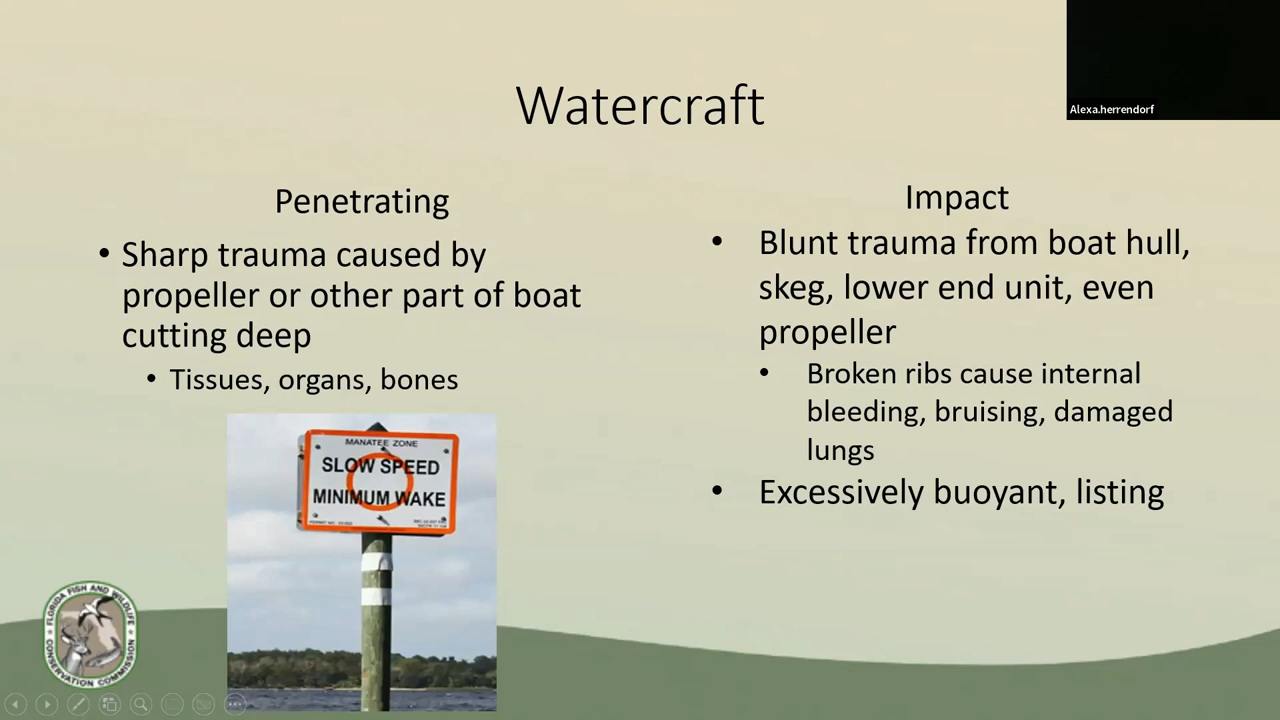 Alexa.herrendorf
Watercraft
Penetrating
• Sharp trauma caused by
propeller or other part of boat
cutting deep
• Tissues, organs, bones
MANATEE ZONE
SLOW SPEED
MINIMUM WAKE
FLORIDA FISH AND WILDLIFE
CONSERVATION COMMISSION
Impact
• Blunt trauma from boat hull,
skeg, lower end unit, even
propeller
• Broken ribs cause internal
bleeding, bruising, damaged
lungs
• Excessively buoyant, listing